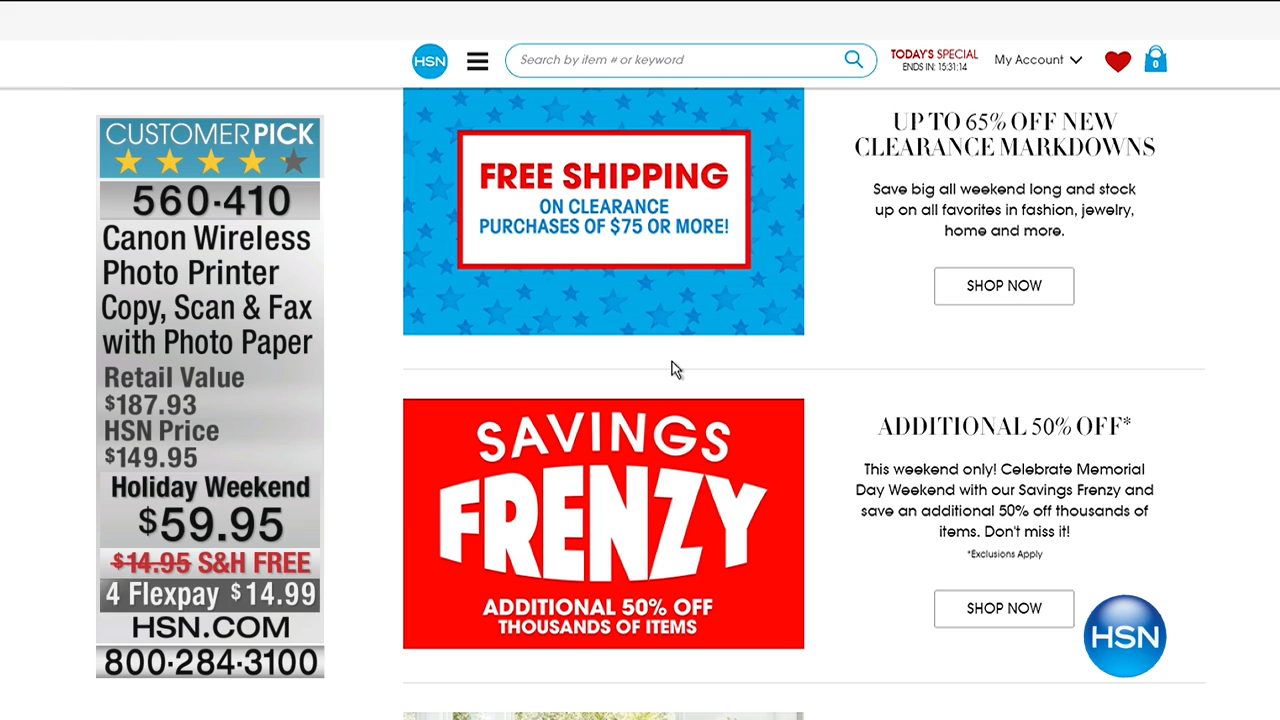 HSN
Search by item # or keyword
TODAY'S SPECIAL
ENDS IN: 15:31:14
My Account
0
CUSTOMER PICK
560·410
Canon Wireless
Photo Printer
Copy, Scan & Fax
with Photo Paper
Retail Value
$187.93
HSN Price
$149.95
Holiday Weekend
$59.95
$14.95 S&H FREE
4 Flexpay $14.99
HSN.COM
800·284·3100
FREE SHIPPING
ON CLEARANCE
PURCHASES OF $75 OR MORE!
UP TO 65% OFF NEW
CLEARANCE MARKDOWNS
Save big all weekend long and stock
up on all favorites in fashion, jewelry,
home and more.
SHOP NOW
SAVINGS
FRENZY
ADDITIONAL 50% OFF
THOUSANDS OF ITEMS
ADDITIONAL 50% OFF*
This weekend only! Celebrate Memorial
Day Weekend with our Savings Frenzy and
save an additional 50% off thousands of
items. Don't miss it!
*Exclusions Apply
SHOP NOW
HSN